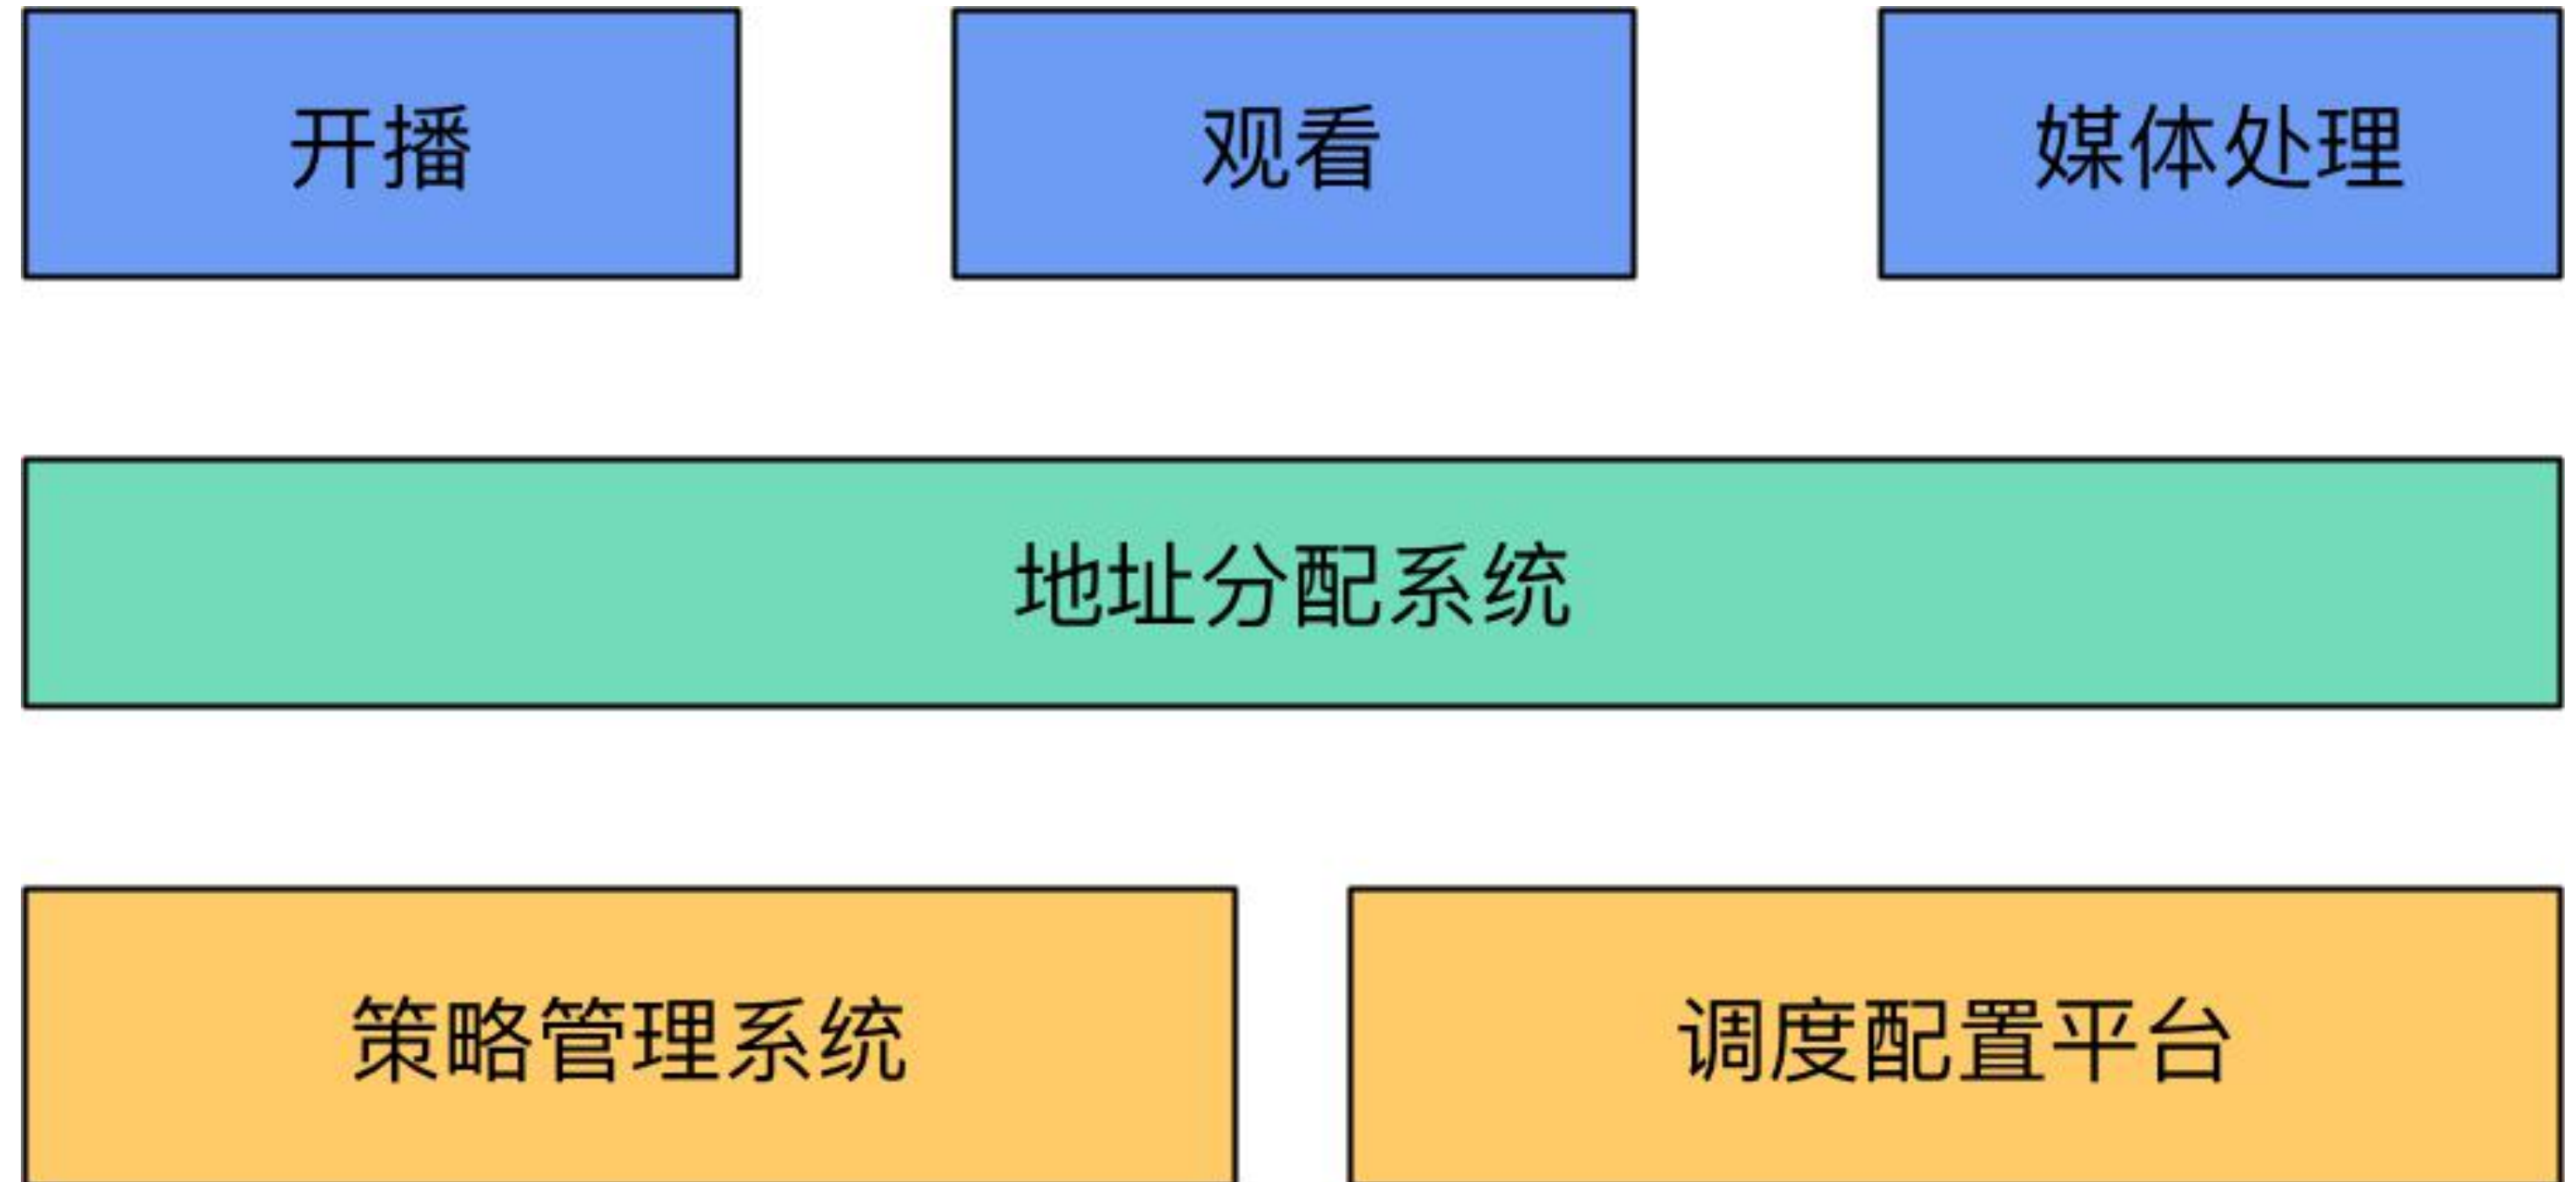 开播
观看
媒体处理
地址分配系统
策略管理系统
调度配置平台